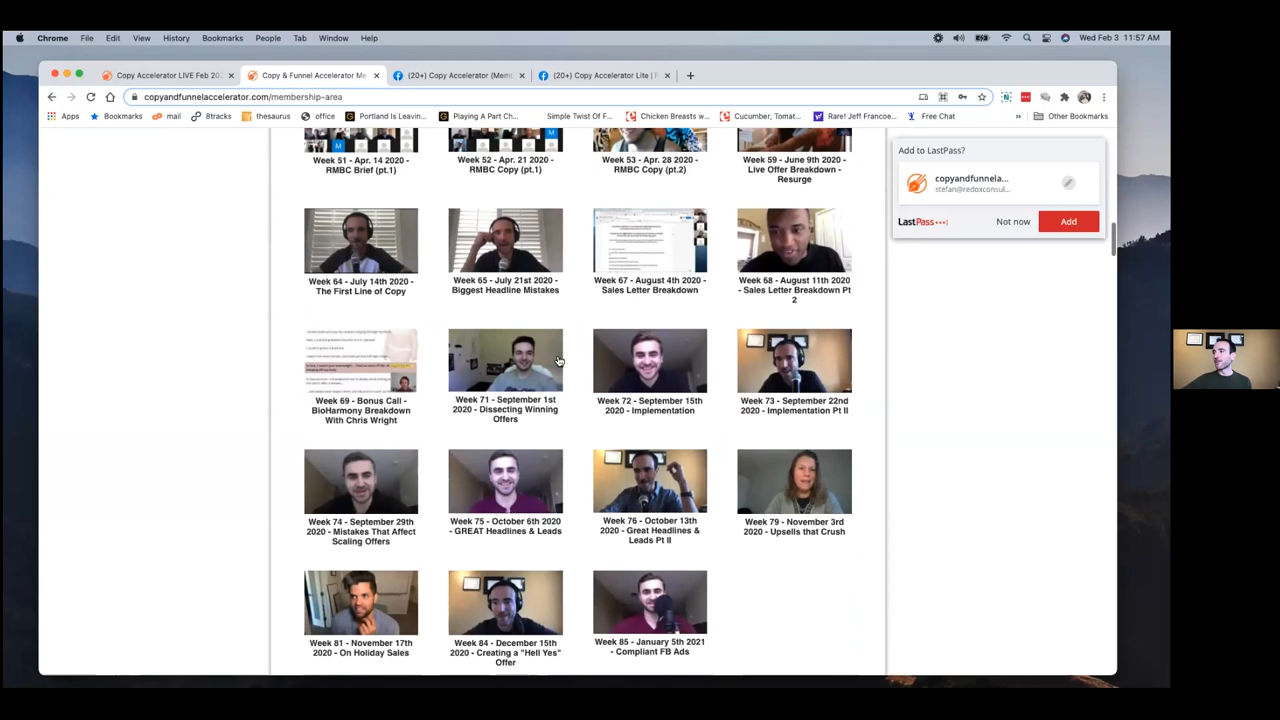 Chrome File Edit View History Bookmarks People Tab Window Help Wed Feb 3 11:57 AM
Copy Accelerator LIVE Feb 202 Copy & Funnel Accelerator Me (20+) Copy Accelerator (Memb (20+) Copy Accelerator Lite | F
copyandfunnelaccelerator.com/membership-area
Apps Bookmarks mail 8tracks thesaurus office Portland Is Leavin... Playing A Part Ch... Simple Twist Of F... Chicken Breasts w... Cucumber, Tomat... Rare! Jeff Francoe... Free Chat » Other Bookmarks
Add to LastPass?
copyandfunnela...
stefan@redoxconsul...
LastPass Not now Add
Week 51 - Apr. 14 2020 -
RMBC Brief (pt.1)
Week 52 - Apr. 21 2020 -
RMBC Copy (pt.1)
Week 53 - Apr. 28 2020 -
RMBC Copy (pt.2)
Week 59 - June 9th 2020 -
Live Offer Breakdown -
Resurge
Week 64 - July 14th 2020 -
The First Line of Copy
Week 65 - July 21st 2020 -
Biggest Headline Mistakes
Week 67 - August 4th 2020 -
Sales Letter Breakdown
Week 68 - August 11th 2020
- Sales Letter Breakdown Pt
2
Week 69 - Bonus Call -
BioHarmony Breakdown
With Chris Wright
Week 71 - September 1st
2020 - Dissecting Winning
Offers
Week 72 - September 15th
2020 - Implementation
Week 73 - September 22nd
2020 - Implementation Pt II
Week 74 - September 29th
2020 - Mistakes That Affect
Scaling Offers
Week 75 - October 6th 2020
- GREAT Headlines & Leads
Week 76 - October 13th
2020 - Great Headlines &
Leads Pt II
Week 79 - November 3rd
2020 - Upsells that Crush
Week 81 - November 17th
2020 - On Holiday Sales
Week 84 - December 15th
2020 - Creating a "Hell Yes"
Offer
Week 85 - January 5th 2021
- Compliant FB Ads